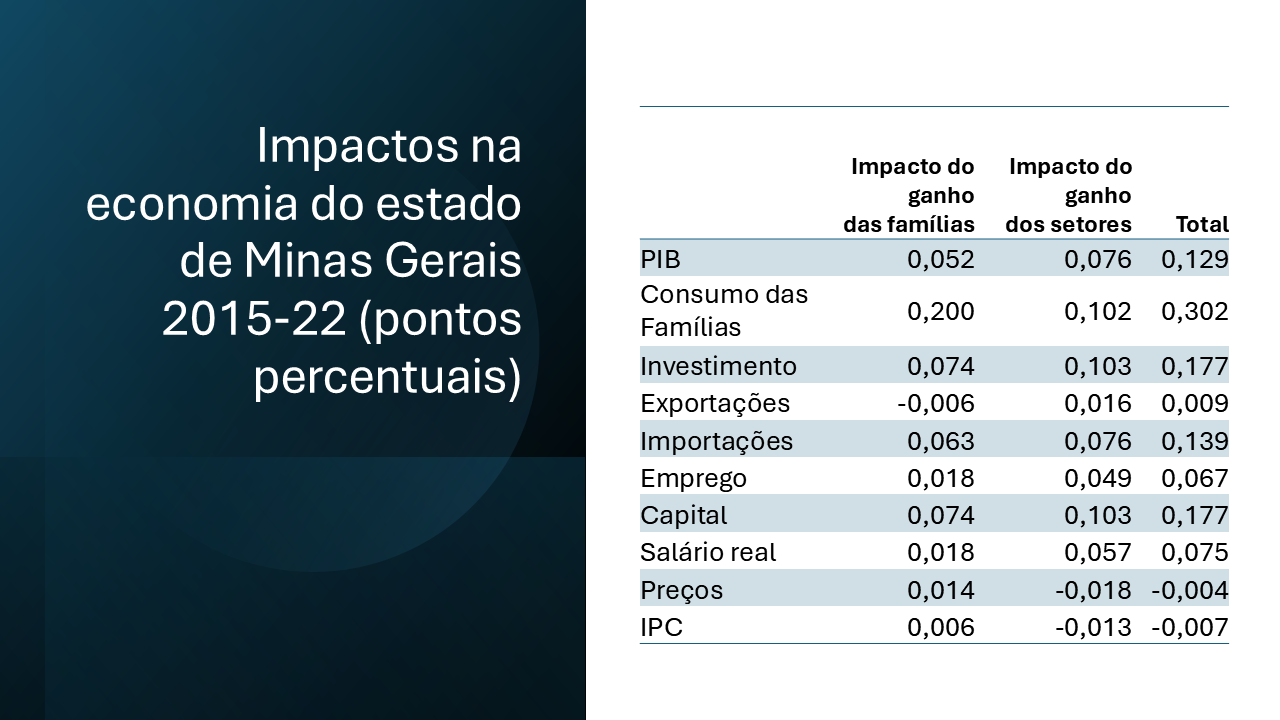 Impactos na
economia do estado
de Minas Gerais
2015-22 (pontos
percentuais)
Impacto do Impacto do
ganho ganho
das famílias dos setores Total
PIB 0,052 0,076 0,129
Consumo das
Famílias 0,200 0,102 0,302
Investimento 0,074 0,103 0,177
Exportações -0,006 0,016 0,009
Importações 0,063 0,076 0,139
Emprego 0,018 0,049 0,067
Capital 0,074 0,103 0,177
Salário real 0,018 0,057 0,075
Preços 0,014 -0,018 -0,004
IPC 0,006 -0,013 -0,007